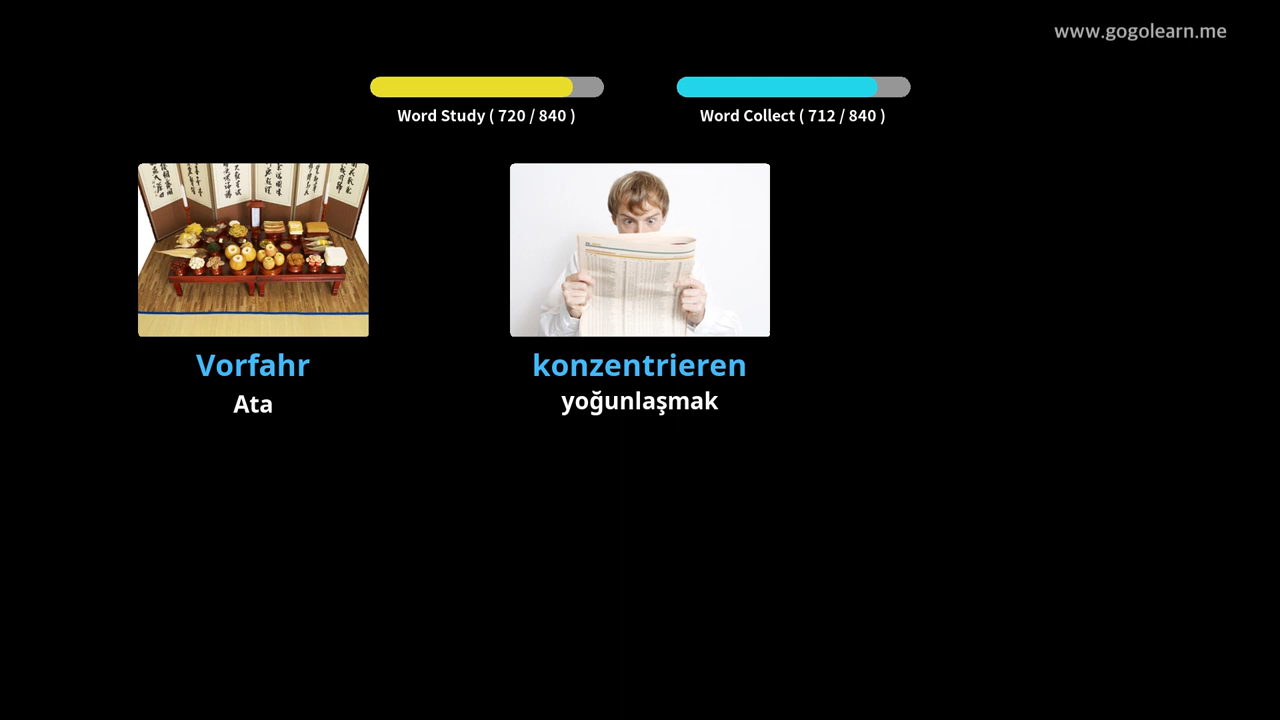 www.gogolearn.me
Word Study ( 720 / 840 )
Word Collect ( 712 / 840 )
Vorfahr
Ata
konzentrieren
yoğunlaşmak